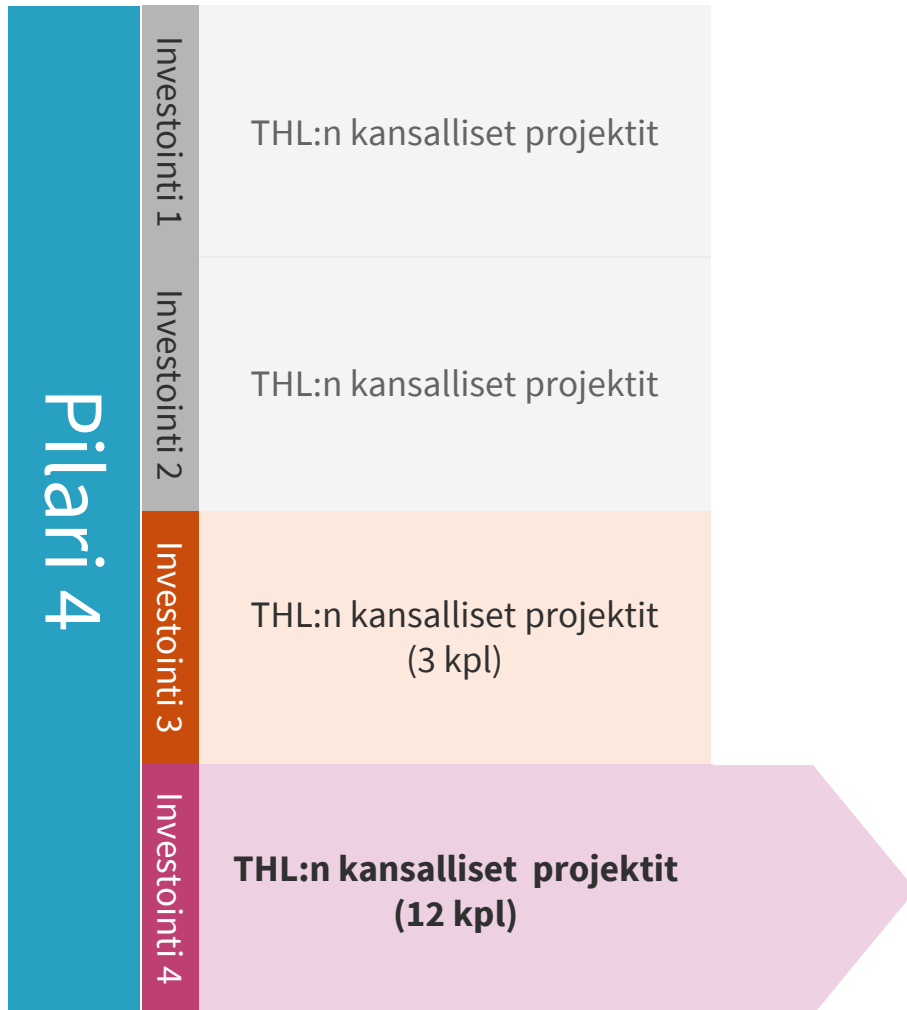 Pilari 4
Investointi 1
THL:n kansalliset projektit
Investointi 2
THL:n kansalliset projektit
Investointi 3
THL:n kansalliset projektit
(3 kpl)
Investointi 4
THL:n kansalliset projektit
(12 kpl)